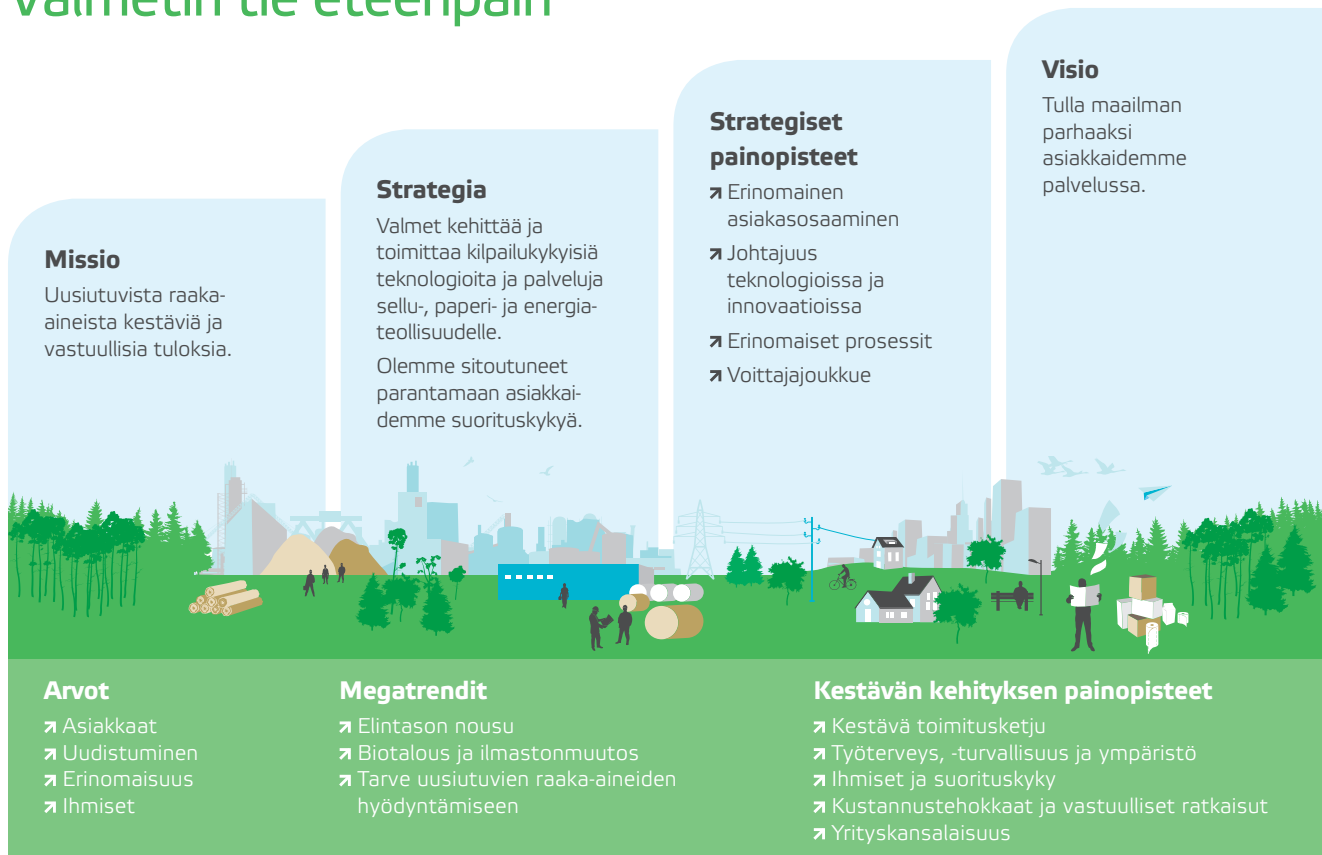 Valmetin tie eteenpäin
Missio
Uusiutuvista raaka-
aineista kestäviä ja
vastuullisia tuloksia.
Strategia
Valmet kehittää ja
toimittaa kilpailukykyisiä
teknologioita ja palveluja
sellu-, paperi- ja energia-
teollisuudelle.
Olemme sitoutuneet
parantamaan asiakkai-
demme suorituskykyä.
Strategiset
painopisteet
Erinomainen
asiakasosaaminen
Johtajuus
teknologioissa ja
innovaatioissa
Erinomaiset prosessit
Voittajajoukkue
Visio
Tulla maailman
parhaaksi
asiakkaidemme
palvelussa.
Arvot
Asiakkaat
Uudistuminen
Erinomaisuus
Ihmiset
Megatrendit
Elintason nousu
Biotalous ja ilmastonmuutos
Tarve uusiutuvien raaka-aineiden
hyödyntämiseen
Kestävän kehityksen painopisteet
Kestävä toimitusketju
Työterveys, -turvallisuus ja ympäristö
Ihmiset ja suorituskyky
Kustannustehokkaat ja vastuulliset ratkaisut
Yrityskansalaisuus